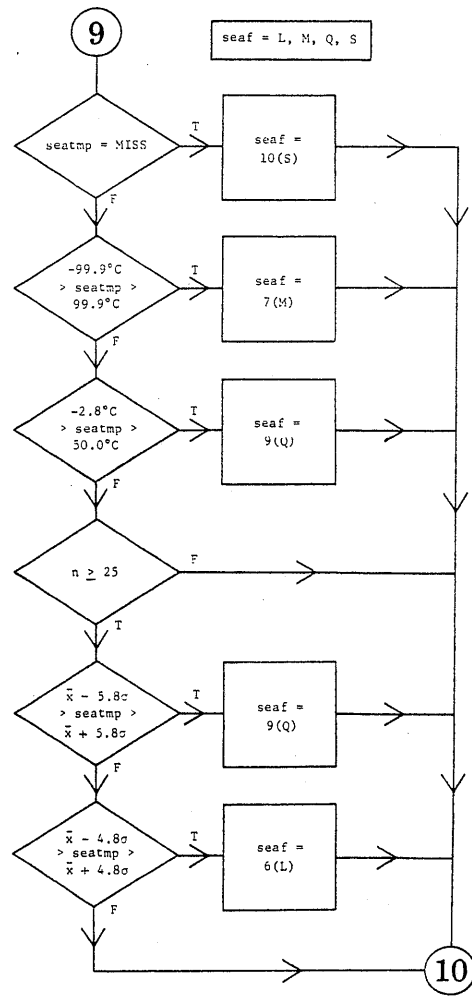 9
seaf = L, M, Q, S
seatmp = MISS
T
seaf =
10(S)
F
-99.9°C
> seatmp >
99.9°C
T
seaf =
7(M)
F
-2.8°C
> seatmp >
30.0°C
T
seaf =
9(Q)
F
n ≥ 25
F
T
x̄ - 5.8σ
> seatmp >
x̄ + 5.8σ
T
seaf =
9(Q)
F
x̄ - 4.8σ
> seatmp >
x̄ + 4.8σ
T
seaf =
6(L)
F
10